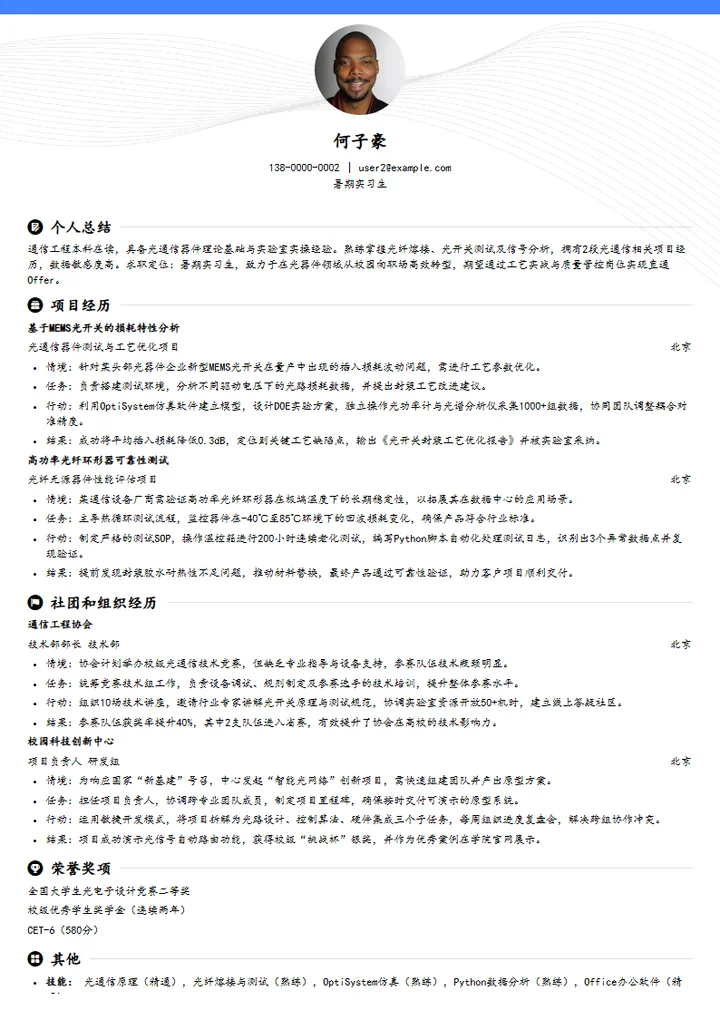 何子豪
138-0000-0002 | user2@example.com
暑期实习生
个人总结
通信工程本科在读，具备光通信器件理论基础与实验室实操经验。熟练掌握光纤熔接、光开关测试及信号分析，拥有2段光通信相关项目经
历，数据敏感度高。求职定位：暑期实习生，致力于在光器件领域从校园向职场高效转型，期望通过工艺实战与质量管控岗位实现直通
Offer。
项目经历
基于MEMS光开关的损耗特性分析
光通信器件测试与工艺优化项目 北京
• 情境：针对某头部光器件企业新型MEMS光开关在量产中出现的插入损耗波动问题，需进行工艺参数优化。
• 任务：负责搭建测试环境，分析不同驱动电压下的光路损耗数据，并提出封装工艺改进建议。
• 行动：利用OptiSystem仿真软件建立模型，设计DOE实验方案，独立操作光功率计与光谱分析仪采集1000+组数据，协同团队调整耦合对
准精度。
• 结果：成功将平均插入损耗降低0.3dB，定位到关键工艺缺陷点，输出《光开关封装工艺优化报告》并被实验室采纳。
高功率光纤环形器可靠性测试
光纤无源器件性能评估项目 北京
• 情境：某通信设备厂商需验证高功率光纤环形器在极端温度下的长期稳定性，以拓展其在数据中心的应用场景。
• 任务：主导热循环测试流程，监控器件在-40℃至85℃环境下的回波损耗变化，确保产品符合行业标准。
• 行动：制定严格的测试SOP，操作温控箱进行200小时连续老化测试，编写Python脚本自动化处理测试日志，识别出3个异常数据点并复
现验证。
• 结果：提前发现封装胶水耐热性不足问题，推动材料替换，最终产品通过可靠性验证，助力客户项目顺利交付。
社团和组织经历
通信工程协会
技术部部长 技术部 北京
• 情境：协会计划举办校级光通信技术竞赛，但缺乏专业指导与设备支持，参赛队伍技术瓶颈明显。
• 任务：统筹竞赛技术组工作，负责设备调试、规则制定及参赛选手的技术培训，提升整体参赛水平。
• 行动：组织10场技术讲座，邀请行业专家讲解光开关原理与测试规范，协调实验室资源开放50+机时，建立线上答疑社区。
• 结果：参赛队伍获奖率提升40%，其中2支队伍进入省赛，有效提升了协会在高校的技术影响力。
校园科技创新中心
项目负责人 研发组 北京
• 情境：为响应国家“新基建”号召，中心发起“智能光网络”创新项目，需快速组建团队并产出原型方案。
• 任务：担任项目负责人，协调跨专业团队成员，制定项目里程碑，确保按时交付可演示的原型系统。
• 行动：运用敏捷开发模式，将项目拆解为光路设计、控制算法、硬件集成三个子任务，每周组织进度复盘会，解决跨组协作冲突。
• 结果：项目成功演示光信号自动路由功能，获得校级“挑战杯”银奖，并作为优秀案例在学院官网展示。
荣誉奖项
全国大学生光电子设计竞赛二等奖
校级优秀学生奖学金（连续两年）
CET-6（580分）
其他
• 技能： 光通信原理（精通），光纤熔接与测试（熟练），OptiSystem仿真（熟练），Python数据分析（熟练），Office办公软件（精